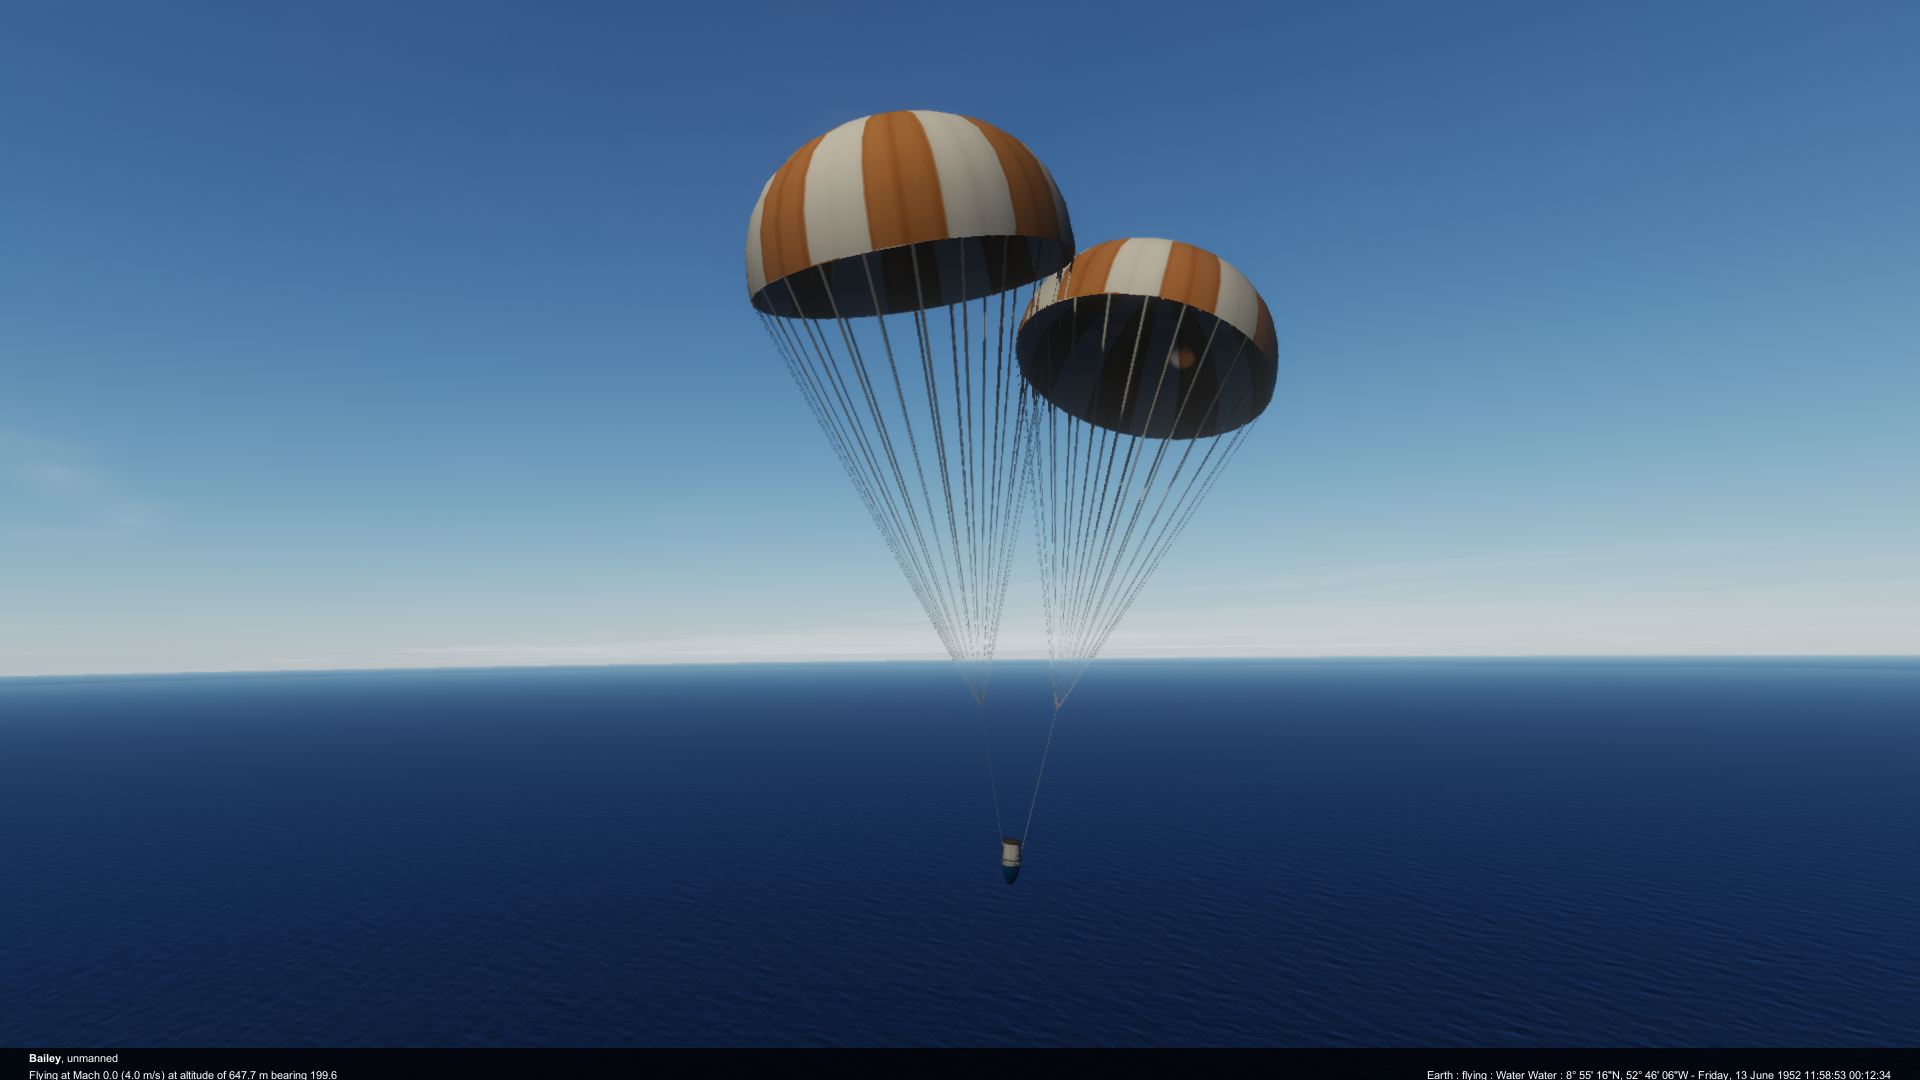 Bailey, unmanned
Flying at Mach 0.0 (4.0 m/s) at altitude of 647.7 m bearing 199.6
Earth : flying : Water Water : 8° 55' 16"N, 52° 46' 06"W - Friday, 13 June 1952 11:58:53 00:12:34